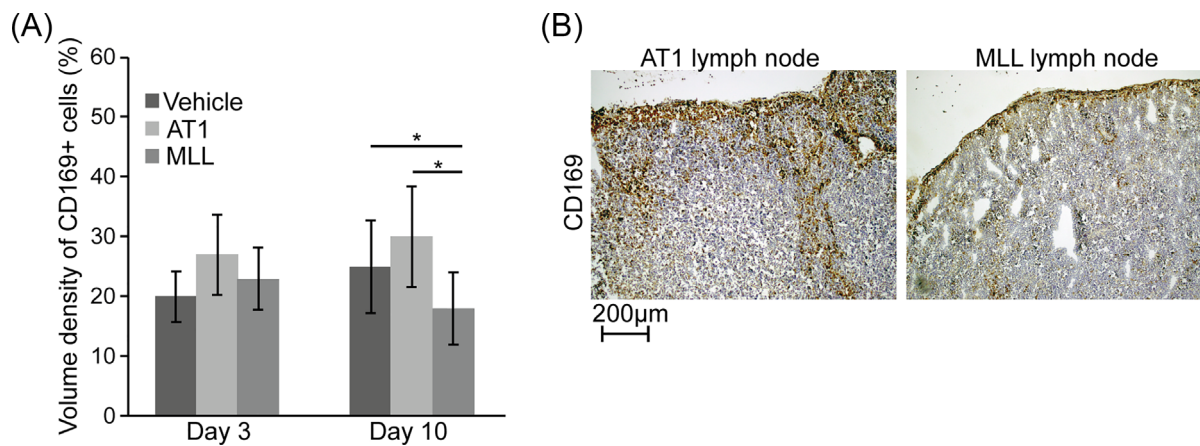 (A)
Volume density of CD169+ cells (%)
60
50
40
30
20
10
0
Vehicle
AT1
MLL
*
*
Day 3
Day 10
(B)
AT1 lymph node
MLL lymph node
CD169
200µm